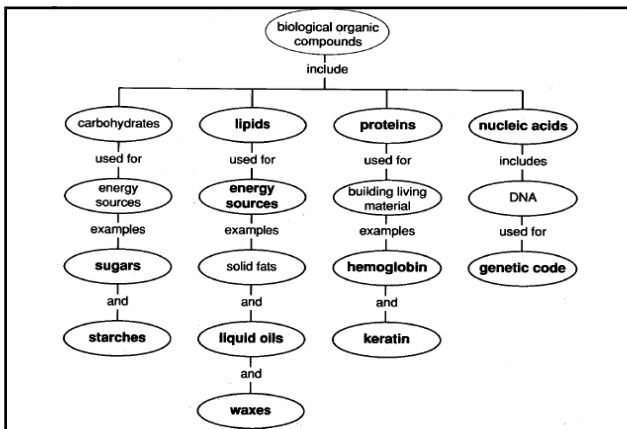 biological organic
compounds
include
carbohydrates lipids proteins nucleic acids
used for used for used for includes
energy
sources energy
sources building living
material DNA
examples examples examples used for
sugars solid fats hemoglobin genetic code
and and and
starches liquid oils keratin
and
waxes